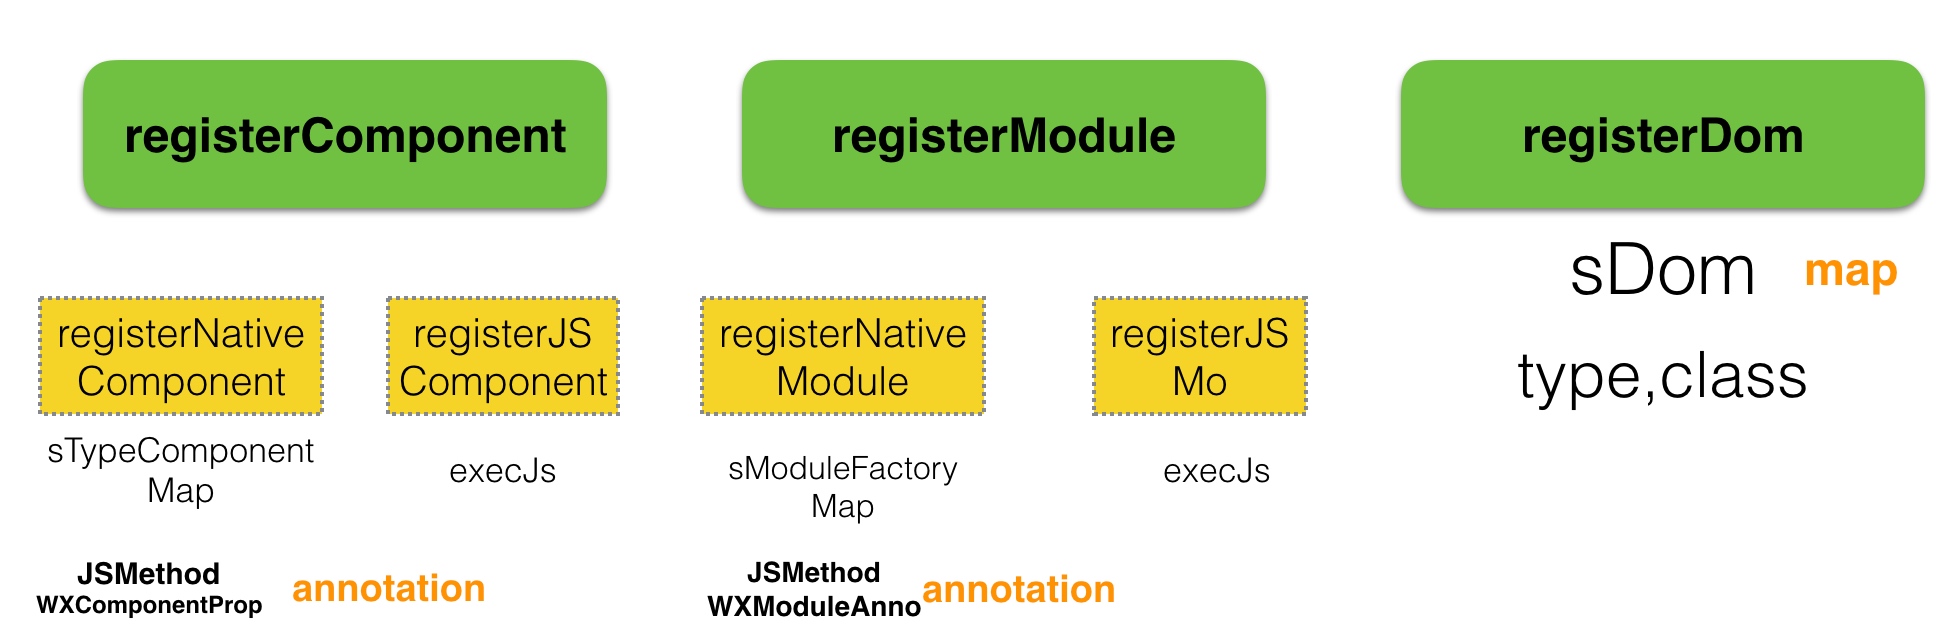 registerComponent
registerModule
registerDom
sDom map
type,class
registerNative
Component
registerJS
Component
registerNative
Module
registerJS
Mo
sTypeComponent
Map
execJs
sModuleFactory
Map
execJs
JSMethod
WXComponentProp
annotation
JSMethod
WXModuleAnno
annotation